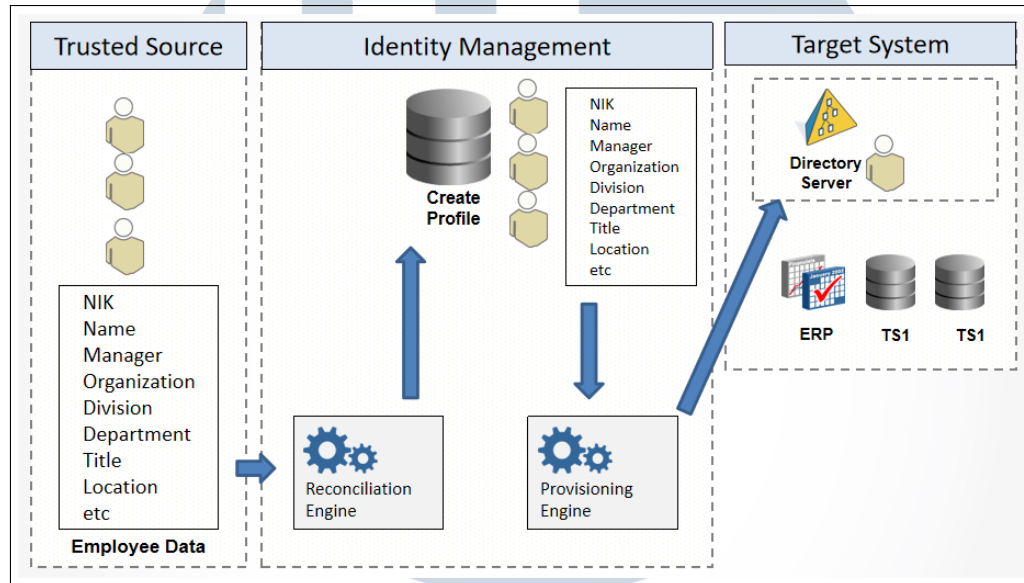 Trusted Source
Identity Management
Target System
NIK
Name
Manager
Organization
Division
Department
Title
Location
etc
Employee Data
Reconciliation
Engine
Create
Profile
NIK
Name
Manager
Organization
Division
Department
Title
Location
etc
Provisioning
Engine
Directory
Server
ERP
TS1
TS1